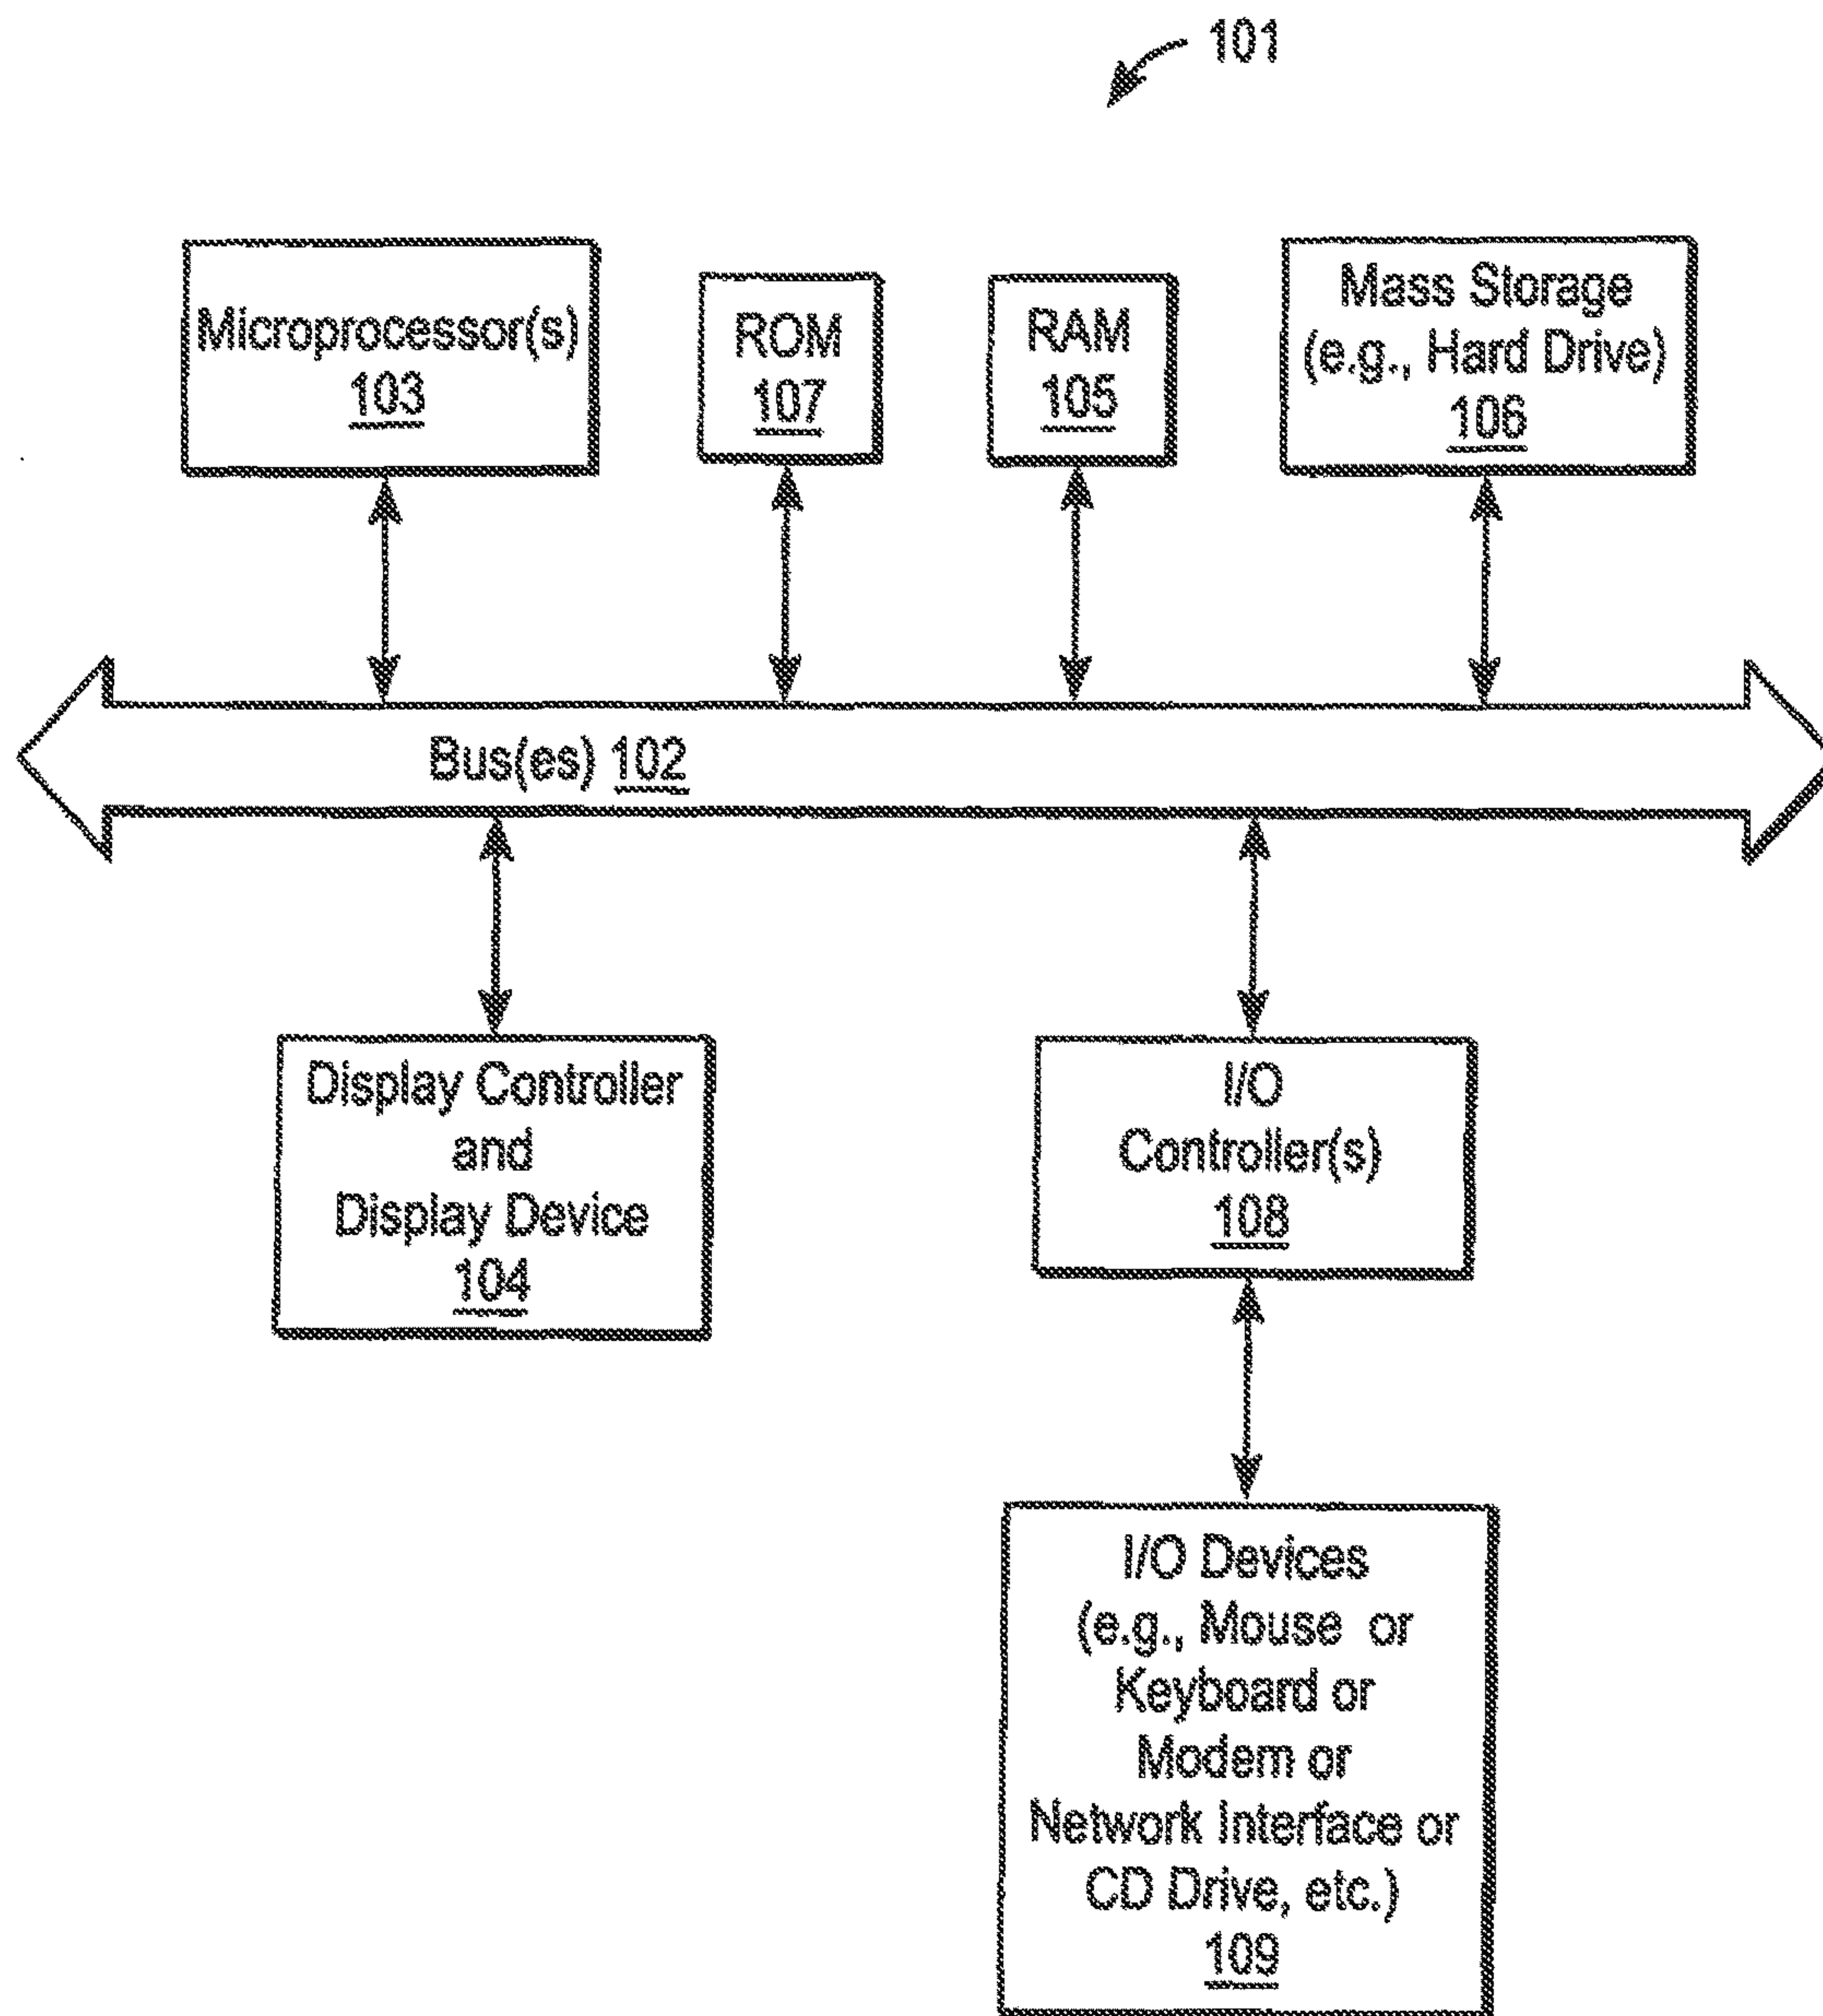 101
Microprocessor(s)
103
ROM
107
RAM
105
Mass Storage
(e.g., Hard Drive)
106
Bus(es) 102
Display Controller
and
Display Device
104
I/O
Controller(s)
108
I/O Devices
(e.g., Mouse or
Keyboard or
Modem or
Network Interface or
CD Drive, etc.)
109